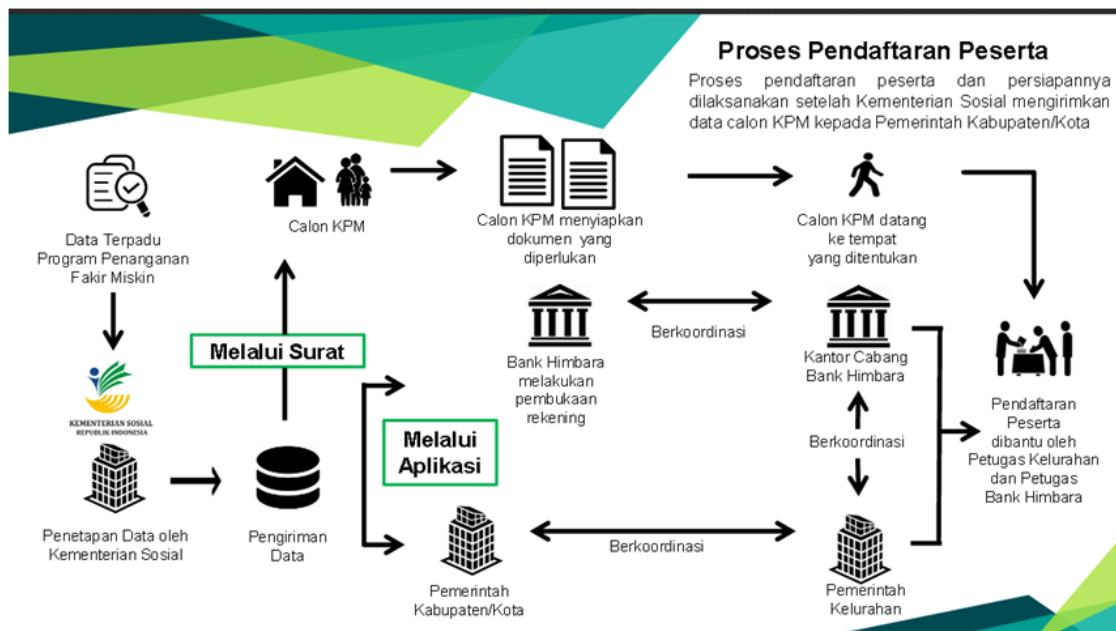 Proses Pendaftaran Peserta
Proses pendaftaran peserta dan persiapannya
dilaksanakan setelah Kementerian Sosial mengirimkan
data calon KPM kepada Pemerintah Kabupaten/Kota
Data Terpadu
Program Penanganan
Fakir Miskin
Calon KPM
Calon KPM menyiapkan
dokumen yang
diperlukan
Calon KPM datang
ke tempat
yang ditentukan
Melalui Surat
Bank Himbara
melakukan
pembukaan
rekening
Berkoordinasi
Kantor Cabang
Bank Himbara
KEMENTERIAN SOSIAL
REPUBLIK INDONESIA
Melalui
Aplikasi
Berkoordinasi
Pendaftaran
Peserta
dibantu oleh
Petugas Kelurahan
dan Petugas
Bank Himbara
Penetapan Data oleh
Kementerian Sosial
Pengiriman
Data
Berkoordinasi
Pemerintah
Kabupaten/Kota
Pemerintah
Kelurahan